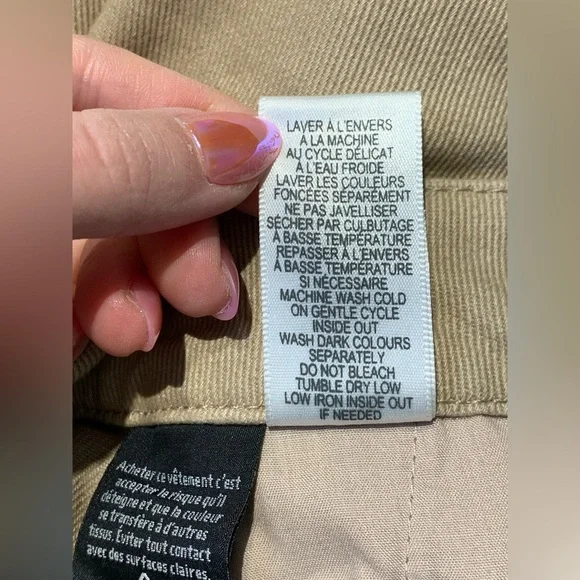 LAVER À L'ENVERS
À LA MACHINE
AU CYCLE DÉLICAT
À L'EAU FROIDE
LAVER LES COULEURS
FONCÉES SÉPARÉMENT
NE PAS JAVELLISER
SÉCHER PAR CULBUTAGE
À BASSE TEMPÉRATURE
REPASSER À L'ENVERS
À BASSE TEMPÉRATURE
SI NÉCESSAIRE
MACHINE WASH COLD
ON GENTLE CYCLE
INSIDE OUT
WASH DARK COLOURS
SEPARATELY
DO NOT BLEACH
TUMBLE DRY LOW
LOW IRON INSIDE OUT
IF NEEDED
Acheter ce vêtement c'est
accepter la risque qu'il
déteigne et que la couleur
se transfère à d'autres
tissus. Éviter tout contact
avec des surfaces claires.